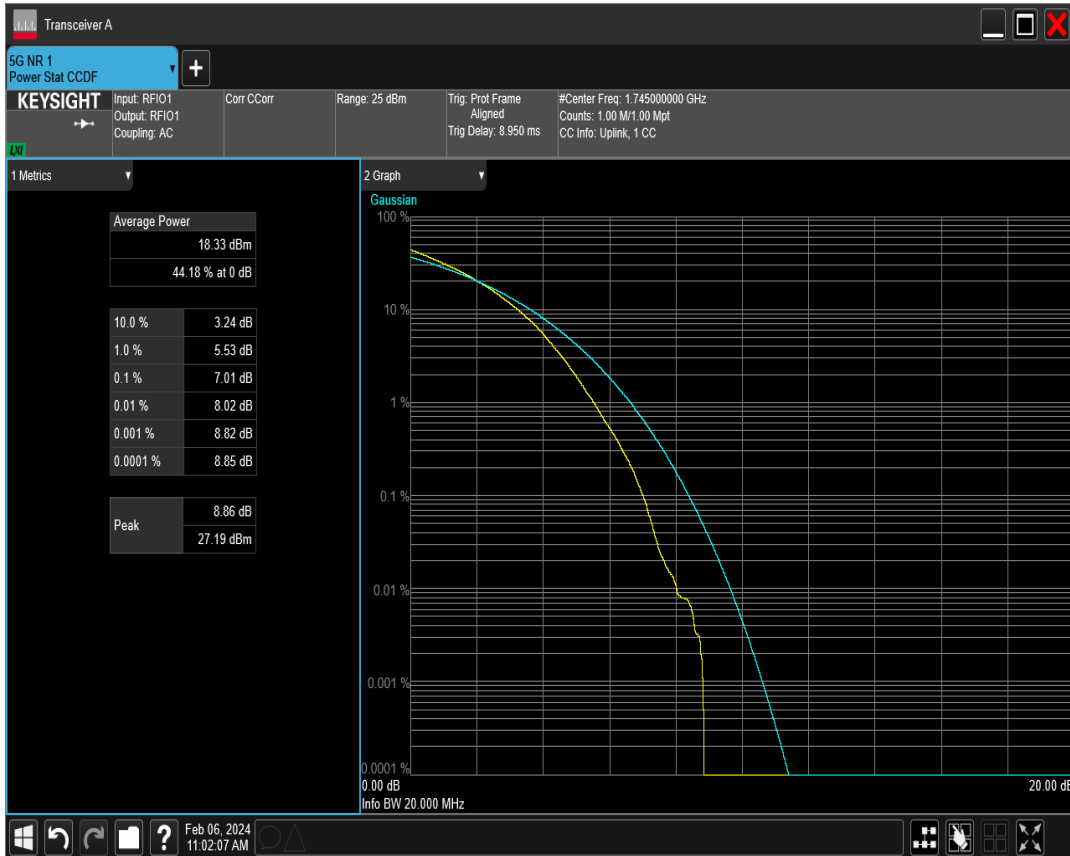 Transceiver A
5G NR 1
Power Stat CCDF
KEYSIGHT
LXI
Input: RFIO1
Output: RFIO1
Coupling: AC
Corr CCorr
Range: 25 dBm
Trig: Prot Frame
Aligned
Trig Delay: 8.950 ms
#Center Freq: 1.745000000 GHz
Counts: 1.00 M/1.00 Mpt
CC Info: Uplink, 1 CC
1 Metrics
Average Power
18.33 dBm
44.18 % at 0 dB
10.0 % 3.24 dB
1.0 % 5.53 dB
0.1 % 7.01 dB
0.01 % 8.02 dB
0.001 % 8.82 dB
0.0001 % 8.85 dB
Peak
8.86 dB
27.19 dBm
2 Graph
Gaussian
100 %
10 %
1 %
0.1 %
0.01 %
0.001 %
0.0001 %
0.00 dB 20.00 dB
Info BW 20.000 MHz
?
Feb 06, 2024
11:02:07 AM